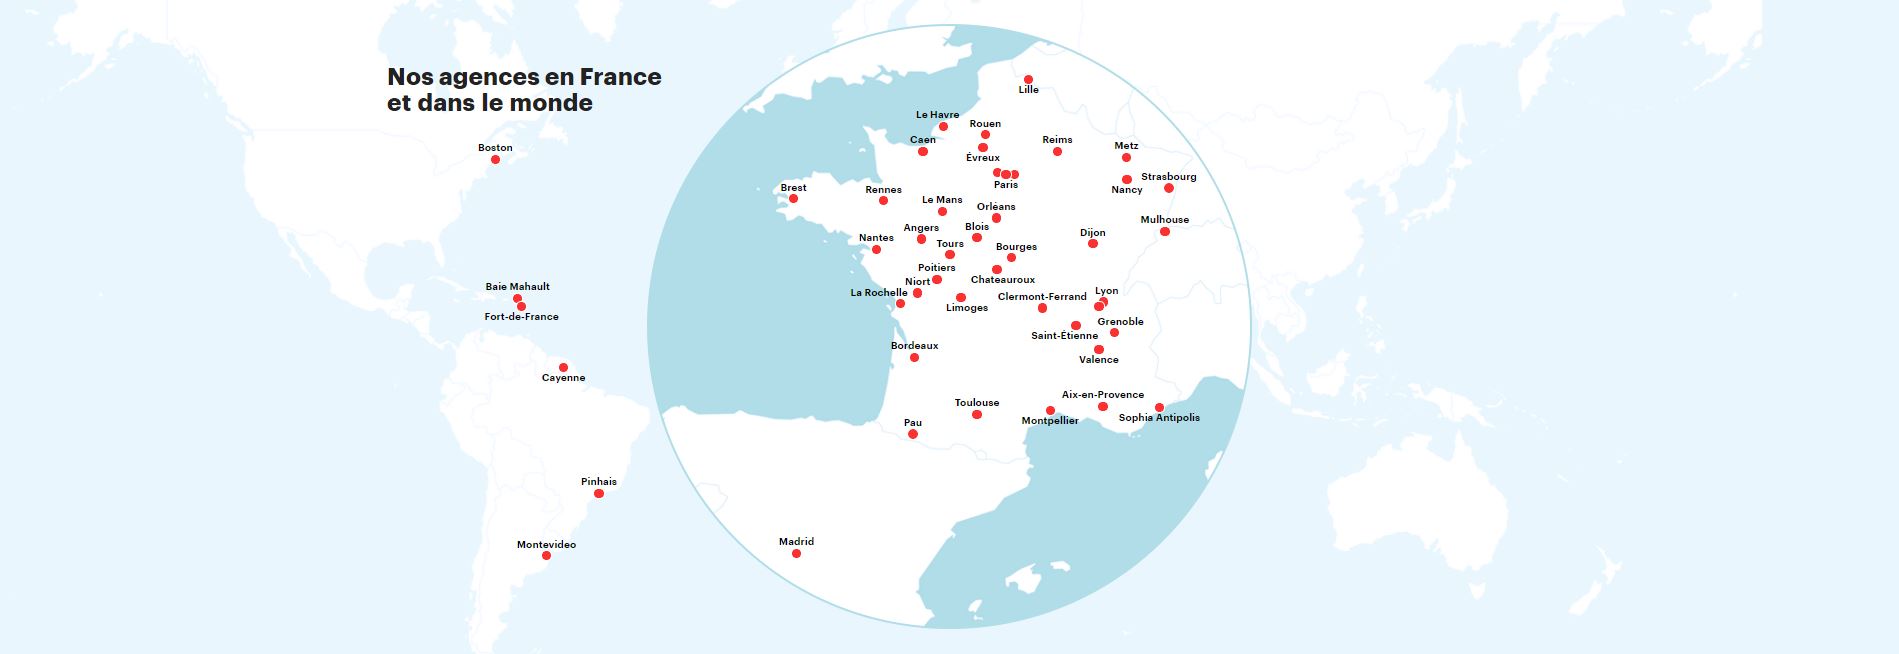 Nos agences en France
et dans le monde
Lille
Le Havre
Rouen
Caen
Évreux
Reims
Metz
Boston
Paris
Nancy
Strasbourg
Brest
Rennes
Le Mans
Orléans
Mulhouse
Angers
Blois
Dijon
Nantes
Tours
Bourges
Poitiers
Chateauroux
Niort
La Rochelle
Limoges
Clermont-Ferrand
Lyon
Baie Mahault
Fort-de-France
Grenoble
Saint-Étienne
Bordeaux
Valence
Cayenne
Aix-en-Provence
Toulouse
Montpellier
Sophia Antipolis
Pau
Pinhais
Madrid
Montevideo